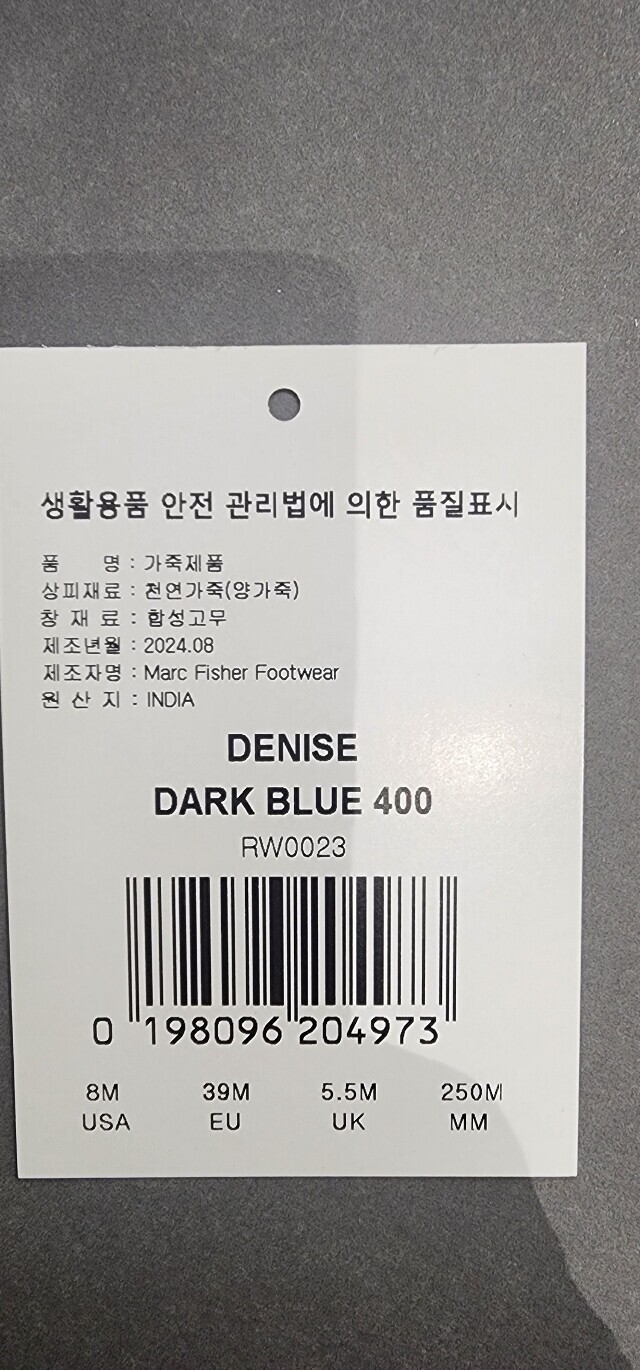 생활용품 안전 관리법에 의한 품질표시
품 명 : 가죽제품
상피재료 : 천연가죽(양가죽)
창 재 료 : 합성고무
제조년월 : 2024.08
제조자명 : Marc Fisher Footwear
원 산 지 : INDIA
DENISE
DARK BLUE 400
RW0023
0 198096 204973
8M 39M 5.5M 250M
USA EU UK MM